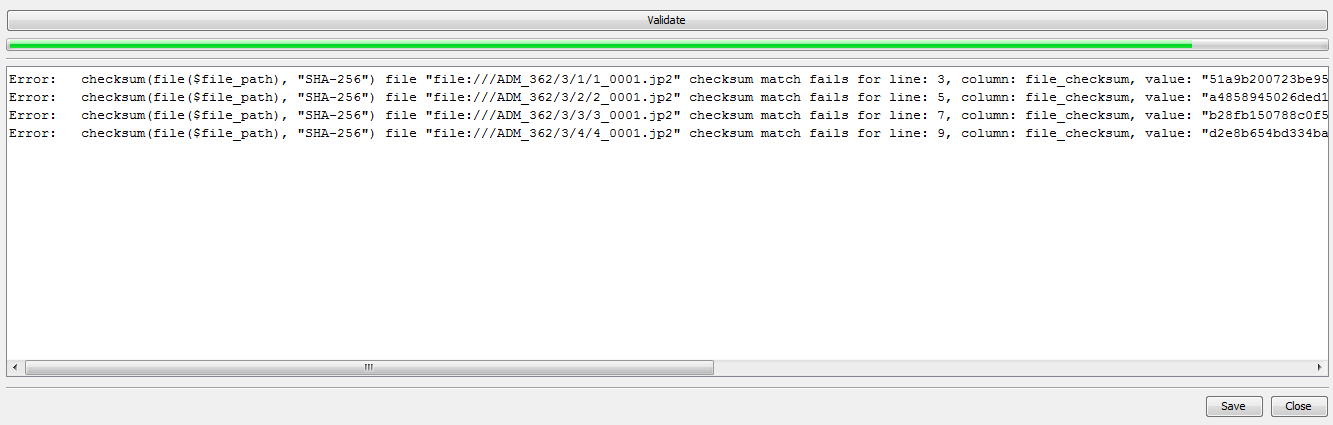 Validate
Error:   checksum(file($file_path), "SHA-256") file "file:///ADM_362/3/1/1_0001.jp2" checksum match fails for line: 3, column: file_checksum, value: "51a9b200723be95
Error:   checksum(file($file_path), "SHA-256") file "file:///ADM_362/3/2/2_0001.jp2" checksum match fails for line: 5, column: file_checksum, value: "a4858945026ded1
Error:   checksum(file($file_path), "SHA-256") file "file:///ADM_362/3/3/3_0001.jp2" checksum match fails for line: 7, column: file_checksum, value: "b28fb150788c0f5
Error:   checksum(file($file_path), "SHA-256") file "file:///ADM_362/3/4/4_0001.jp2" checksum match fails for line: 9, column: file_checksum, value: "d2e8b654bd334ba
Save Close